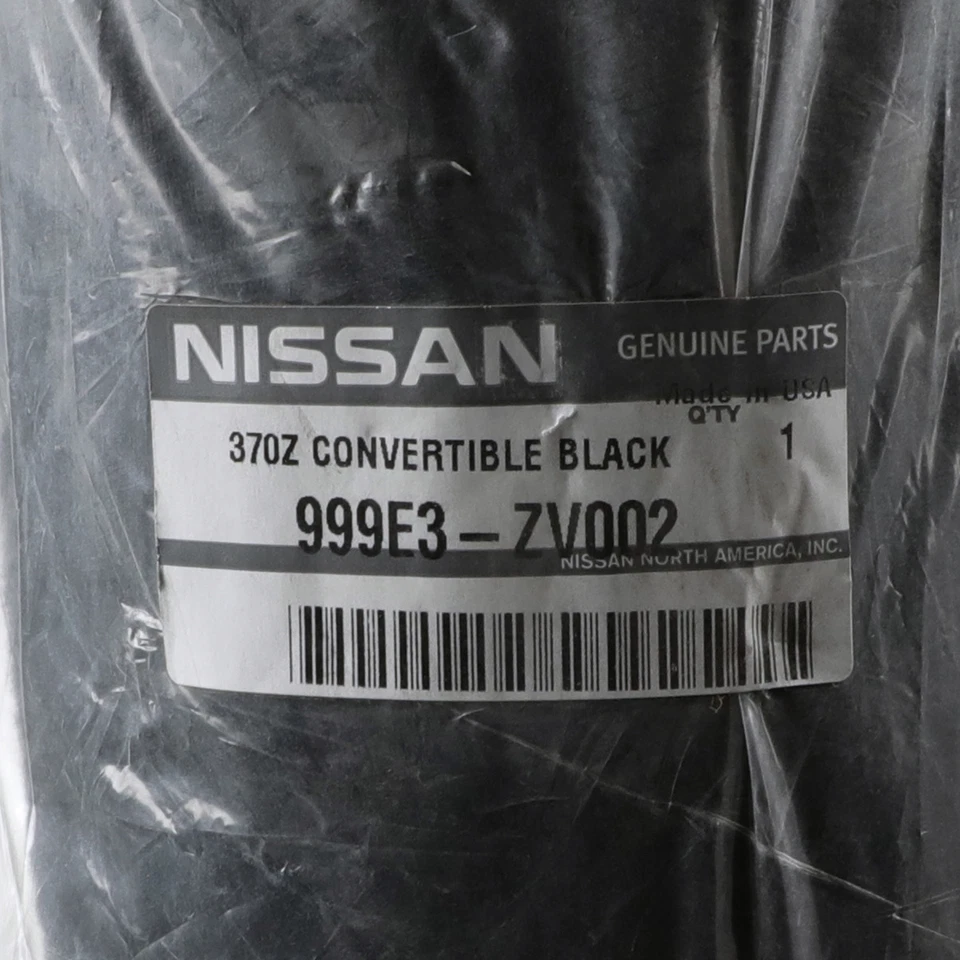 NISSAN GENUINE PARTS
Made in USA
Q'TY
370Z CONVERTIBLE BLACK 1
999E3-ZV002
NISSAN NORTH AMERICA, INC.